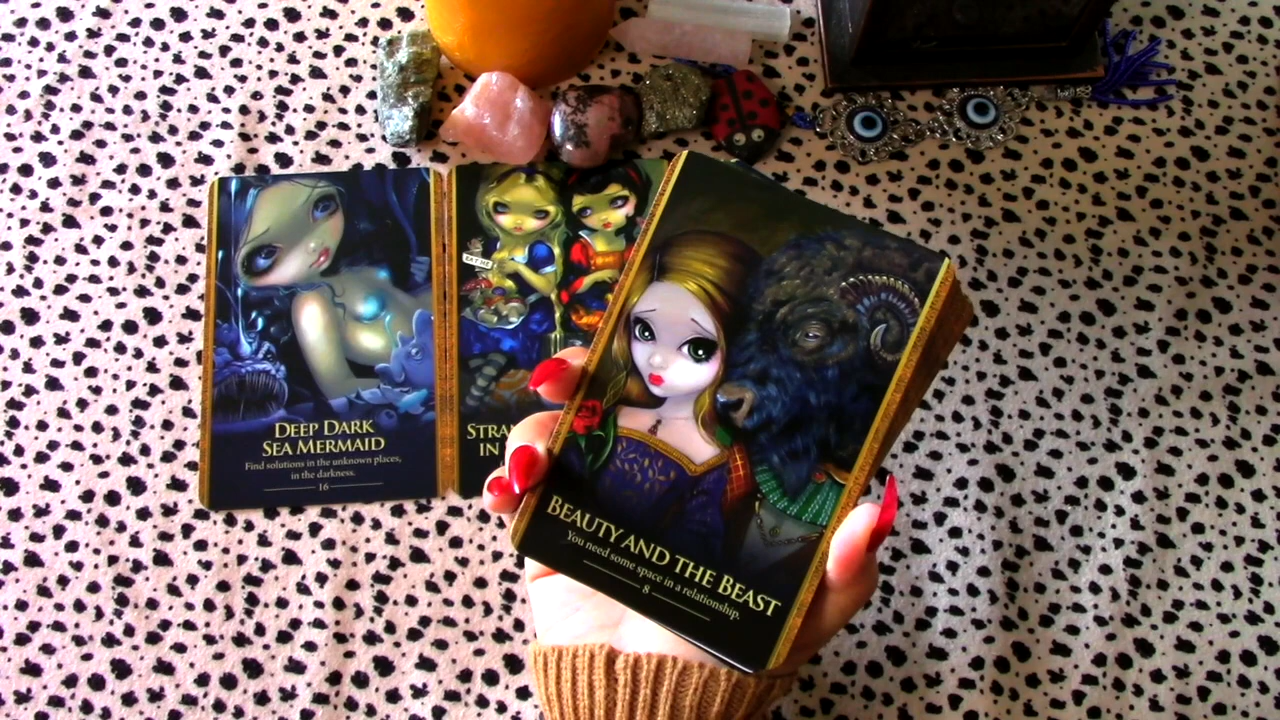 DEEP DARK
SEA MERMAID
Find solutions in the unknown places,
in the darkness.
16
EAT ME
IN
BEAUTY AND THE BEAST
You need some space in a relationship.
8